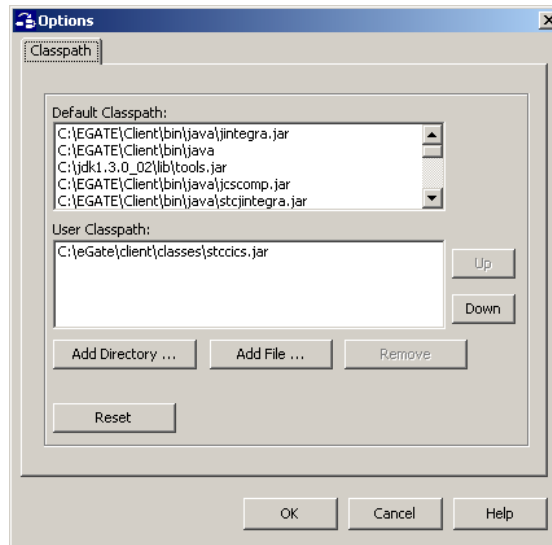 Options
Classpath
Default Classpath:
C:\EGATE\Client\bin\java\jintegra.jar
C:\EGATE\Client\bin\java
C:\jdk1.3.0_02\lib\tools.jar
C:\EGATE\Client\bin\java\jcscomp.jar
C:\EGATE\Client\bin\java\stcjintegra.jar
User Classpath:
C:\eGate\client\classes\stccics.jar
Up
Down
Add Directory ...
Add File ...
Remove
Reset
OK
Cancel
Help